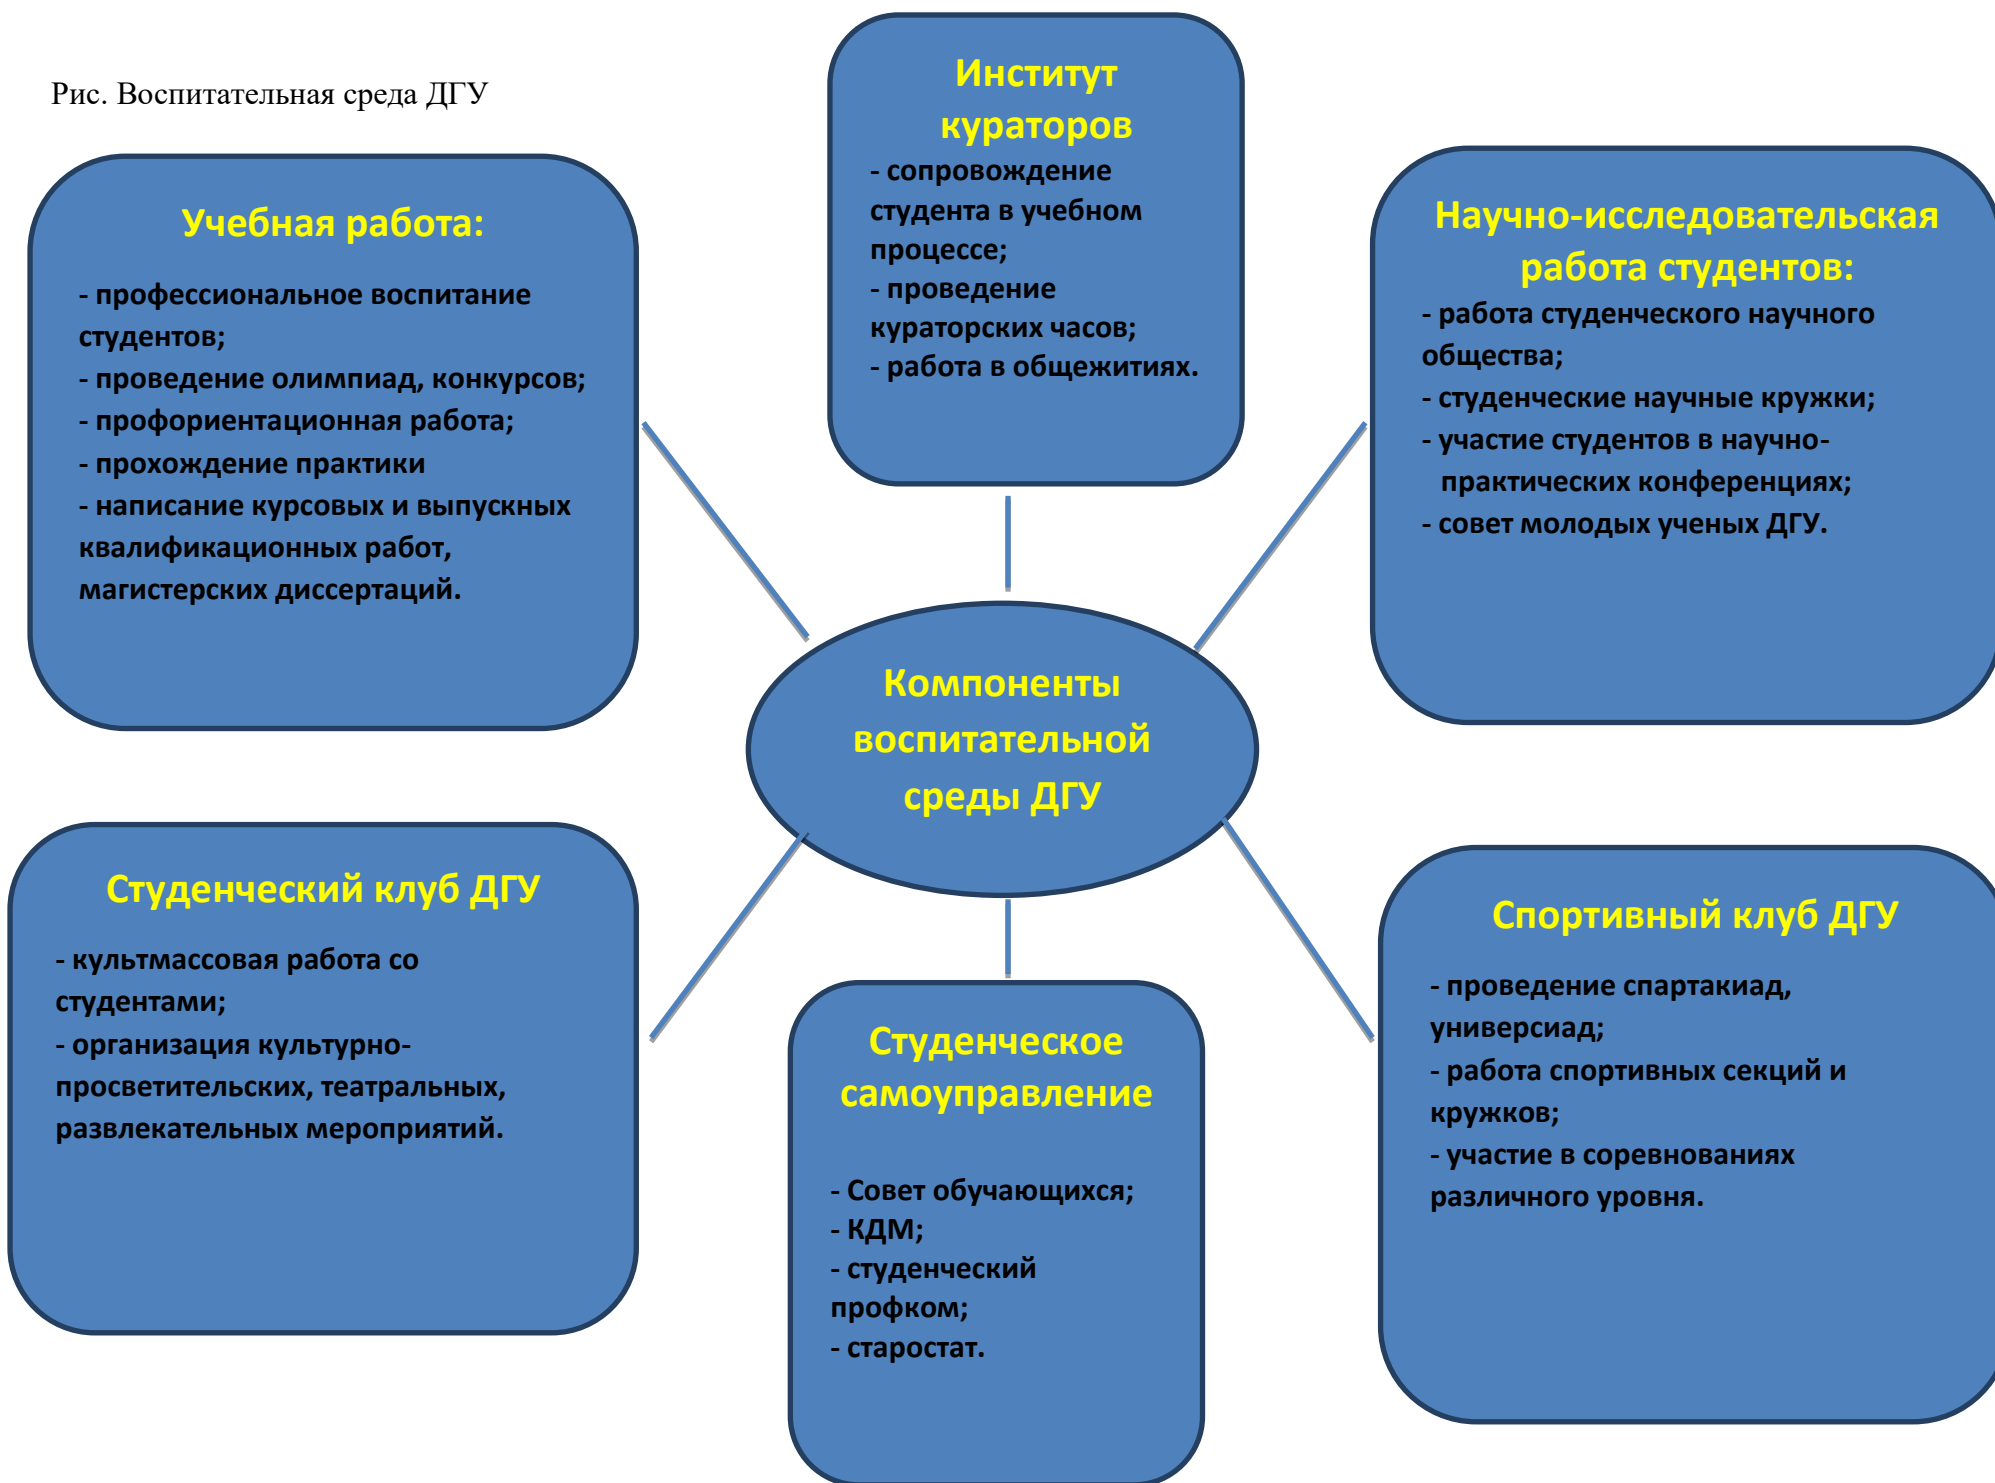 Рис. Воспитательная среда ДГУ
Институт
кураторов
- сопровождение
студента в учебном
процессе;
- проведение
кураторских часов;
- работа в общежитиях.
Учебная работа:
- профессиональное воспитание
студентов;
- проведение олимпиад, конкурсов;
- профориентационная работа;
- прохождение практики
- написание курсовых и выпускных
квалификационных работ,
магистерских диссертаций.
Научно-исследовательская
работа студентов:
- работа студенческого научного
общества;
- студенческие научные кружки;
- участие студентов в научно-
практических конференциях;
- совет молодых ученых ДГУ.
Компоненты
воспитательной
среды ДГУ
Студенческий клуб ДГУ
- культмассовая работа со
студентами;
- организация культурно-
просветительских, театральных,
развлекательных мероприятий.
Студенческое
самоуправление
- Совет обучающихся;
- КДМ;
- студенческий
профком;
- старостат.
Спортивный клуб ДГУ
- проведение спартакиад,
универсиад;
- работа спортивных секций и
кружков;
- участие в соревнованиях
различного уровня.